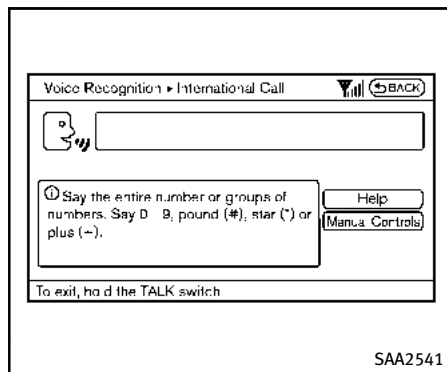 Voice Recognition ▸ International Call BACK
Say the entire number or groups of Help
numbers. Say 0 – 9, pound (#), star (*) or Manual Controls
plus (+).
To exit, hold the TALK switch
SAA2541